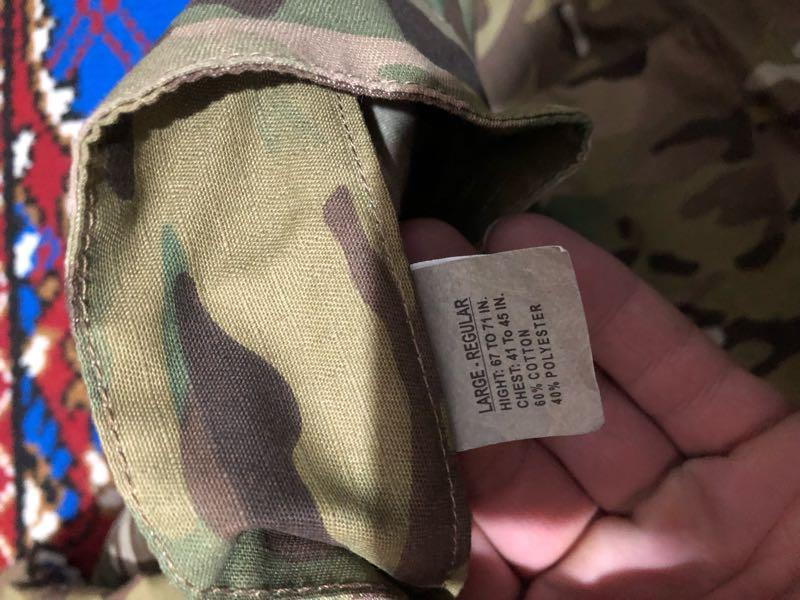 LARGE - REGULAR
HIGHT: 67 TO 71 IN.
CHEST: 41 To 45 IN.
60% COTTON
40% POLYESTER